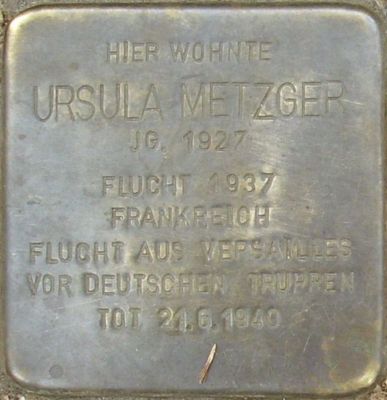 HIER WOHNTE
URSULA METZGER
JG. 1927
FLUCHT 1937
FRANKREICH
FLUCHT AUS VERSAILLES
VOR DEUTSCHEN TRUPPEN
TOT 21.6.1940